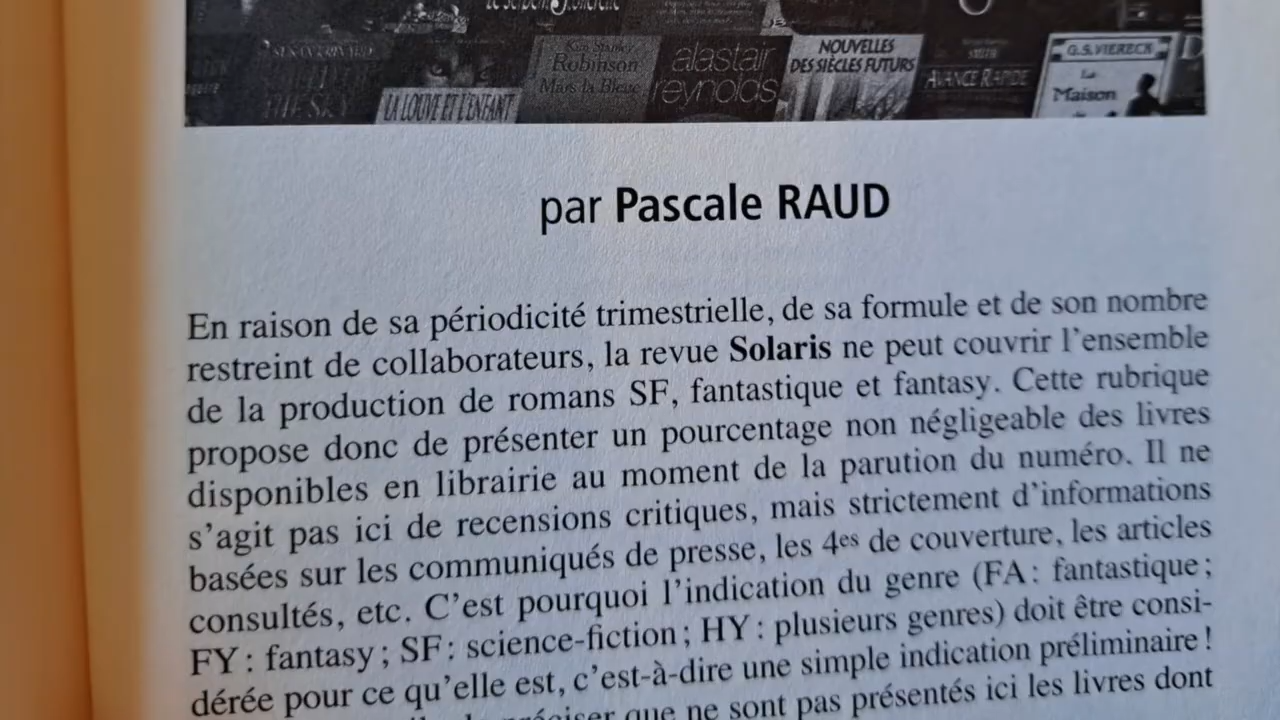 alastair
reynolds
NOUVELLES
DES SIÈCLES FUTURS
G.S. VIERECK
La
Maison
Ken Stanley
Robinson
Mars la Bleue
AVANCE RAPIDE
LA LOUVE ET L'ENFANT
par Pascale RAUD
En raison de sa périodicité trimestrielle, de sa formule et de son nombre
restreint de collaborateurs, la revue Solaris ne peut couvrir l'ensemble
de la production de romans SF, fantastique et fantasy. Cette rubrique
propose donc de présenter un pourcentage non négligeable des livres
disponibles en librairie au moment de la parution du numéro. Il ne
s'agit pas ici de recensions critiques, mais strictement d'informations
basées sur les communiqués de presse, les 4es de couverture, les articles
consultés, etc. C'est pourquoi l'indication du genre (FA : fantastique ;
FY : fantasy ; SF : science-fiction ; HY : plusieurs genres) doit être consi-
dérée pour ce qu'elle est, c'est-à-dire une simple indication préliminaire !
préciser que ne sont pas présentés ici les livres dont